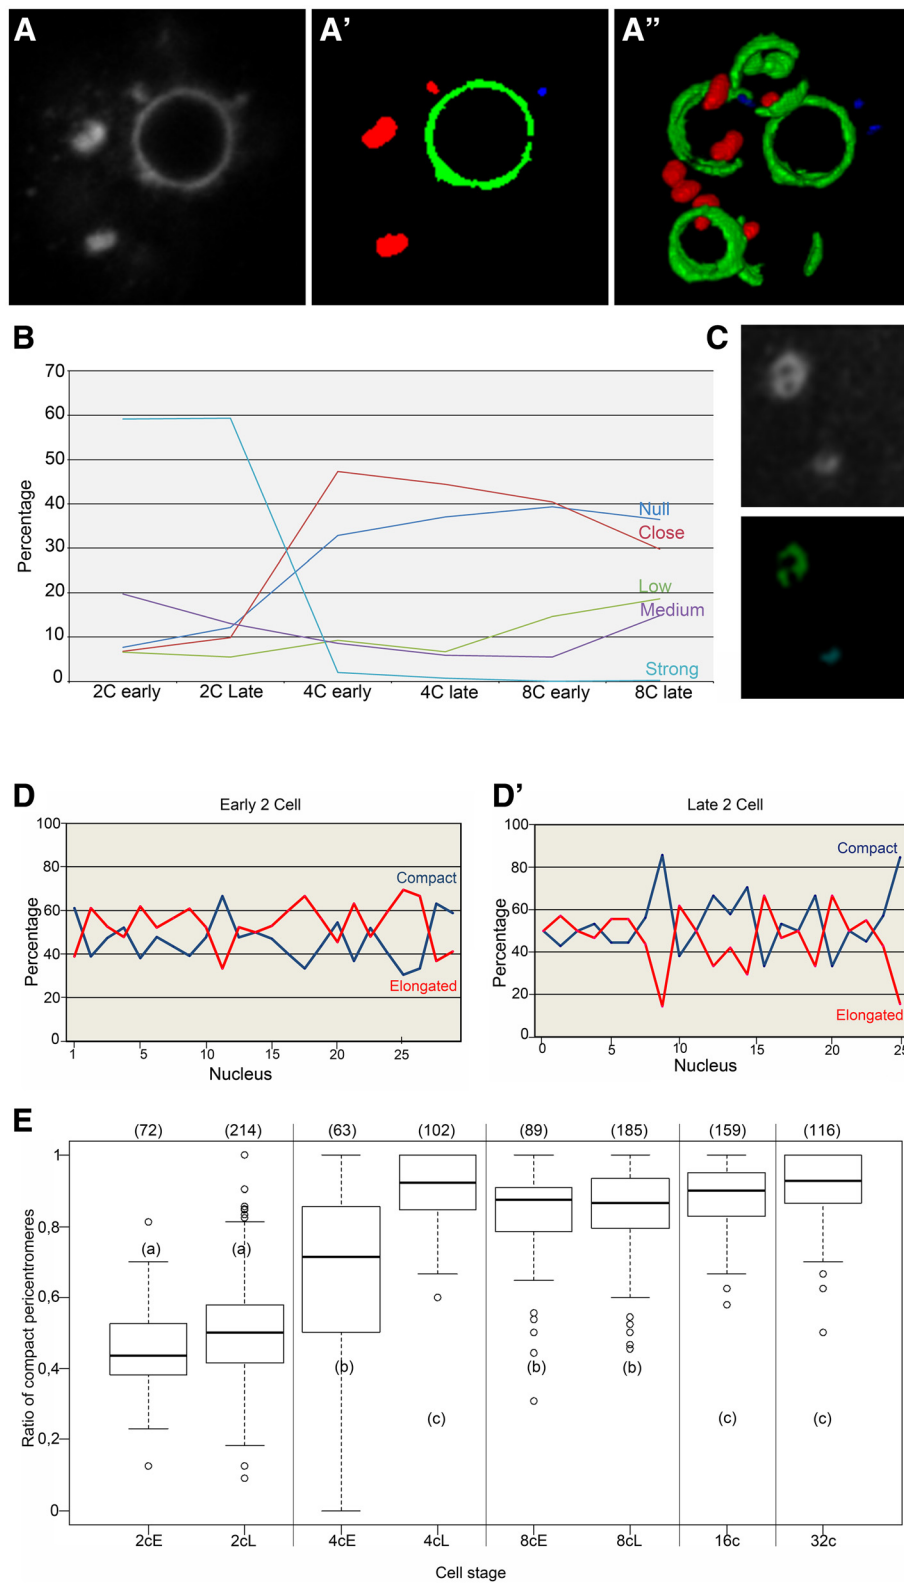 A
A’
A’’
B
C
70
60
50
40
30
20
10
0
Percentage
Null
Close
Low
Medium
Strong
2C early
2C Late
4C early
4C late
8C early
8C late
D
Early 2 Cell
100
80
60
40
20
0
Percentage
Compact
Elongated
1
5
10
15
20
25
Nucleus
D’
Late 2 Cell
100
80
60
40
20
0
Percentage
Compact
Elongated
0
5
10
15
20
25
Nucleus
E
(72)
(214)
(63)
(102)
(89)
(185)
(159)
(116)
1
0,8
0,6
0,4
0,2
0
Ratio of compact pericentromeres
(a)
(a)
(b)
(c)
(b)
(b)
(c)
(c)
2cE
2cL
4cE
4cL
8cE
8cL
16c
32c
Cell stage